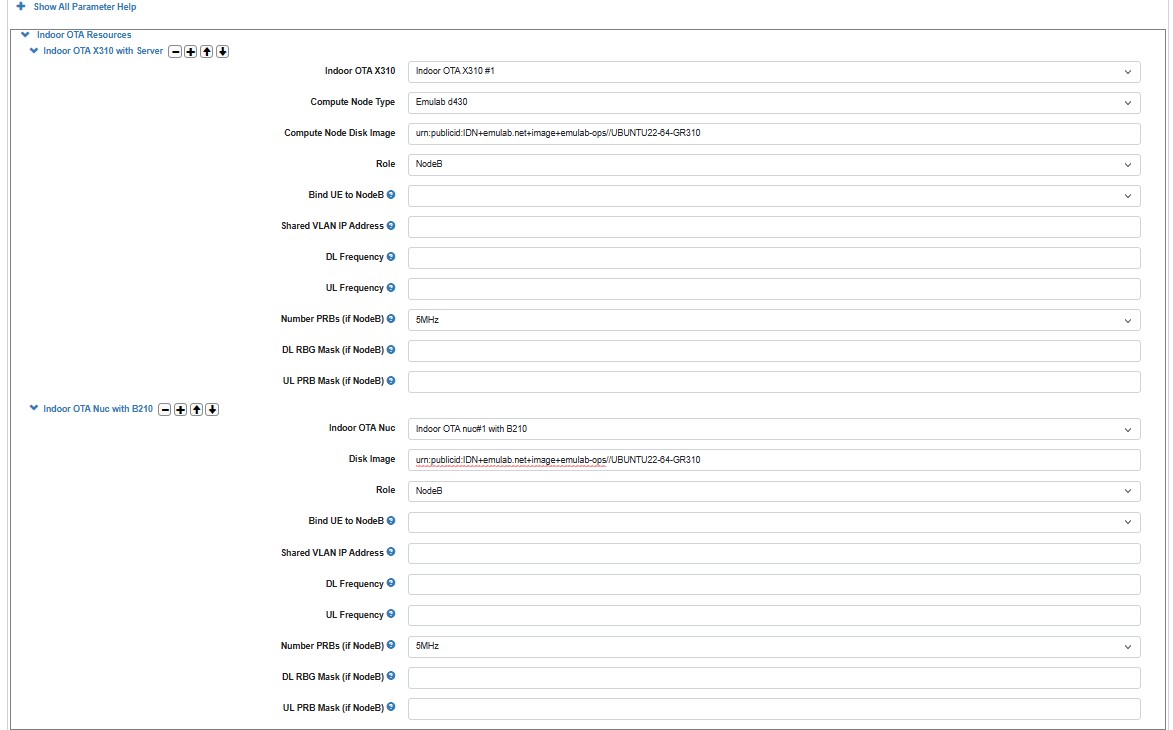 Show All Parameter Help
Indoor OTA Resources
Indoor OTA X310 with Server
Indoor OTA X310 Indoor OTA X310 #1
Compute Node Type Emulab d430
Compute Node Disk Image urn:publicid:IDN+emulab.net+image+emulab-ops//UBUNTU22-64-GR310
Role NodeB
Bind UE to NodeB
Shared VLAN IP Address
DL Frequency
UL Frequency
Number PRBs (if NodeB) 5MHz
DL RBG Mask (if NodeB)
UL PRB Mask (if NodeB)
Indoor OTA Nuc with B210
Indoor OTA Nuc Indoor OTA nuc#1 with B210
Disk Image urn:publicid:IDN+emulab.net+image+emulab-ops//UBUNTU22-64-GR310
Role NodeB
Bind UE to NodeB
Shared VLAN IP Address
DL Frequency
UL Frequency
Number PRBs (if NodeB) 5MHz
DL RBG Mask (if NodeB)
UL PRB Mask (if NodeB)